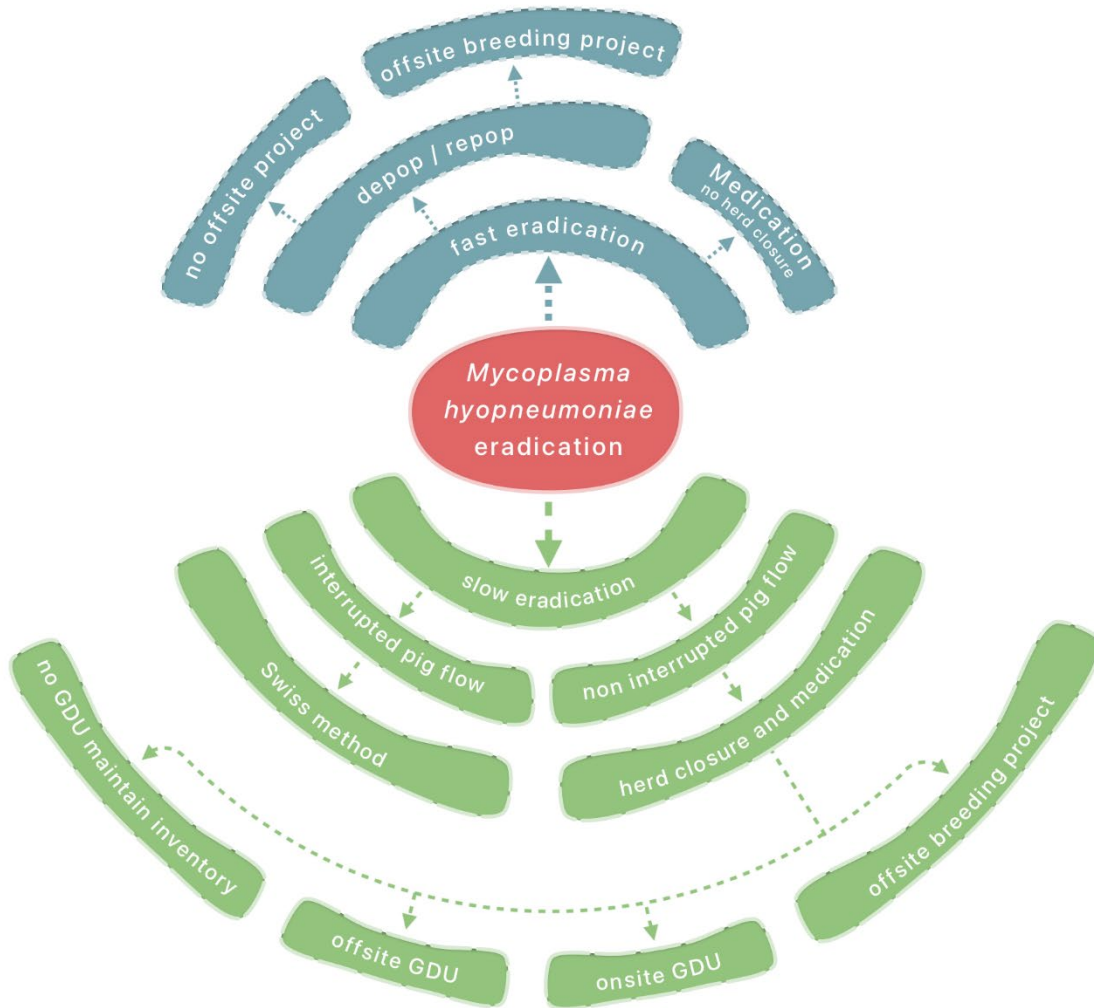 offsite breeding project
no offsite project
depop / repop
Medication
no herd closure
fast eradication
Mycoplasma
hyopneumoniae
eradication
slow eradication
interrupted pig flow
non interrupted pig flow
Swiss method
herd closure and medication
no GDU maintain inventory
offsite breeding project
offsite GDU
onsite GDU